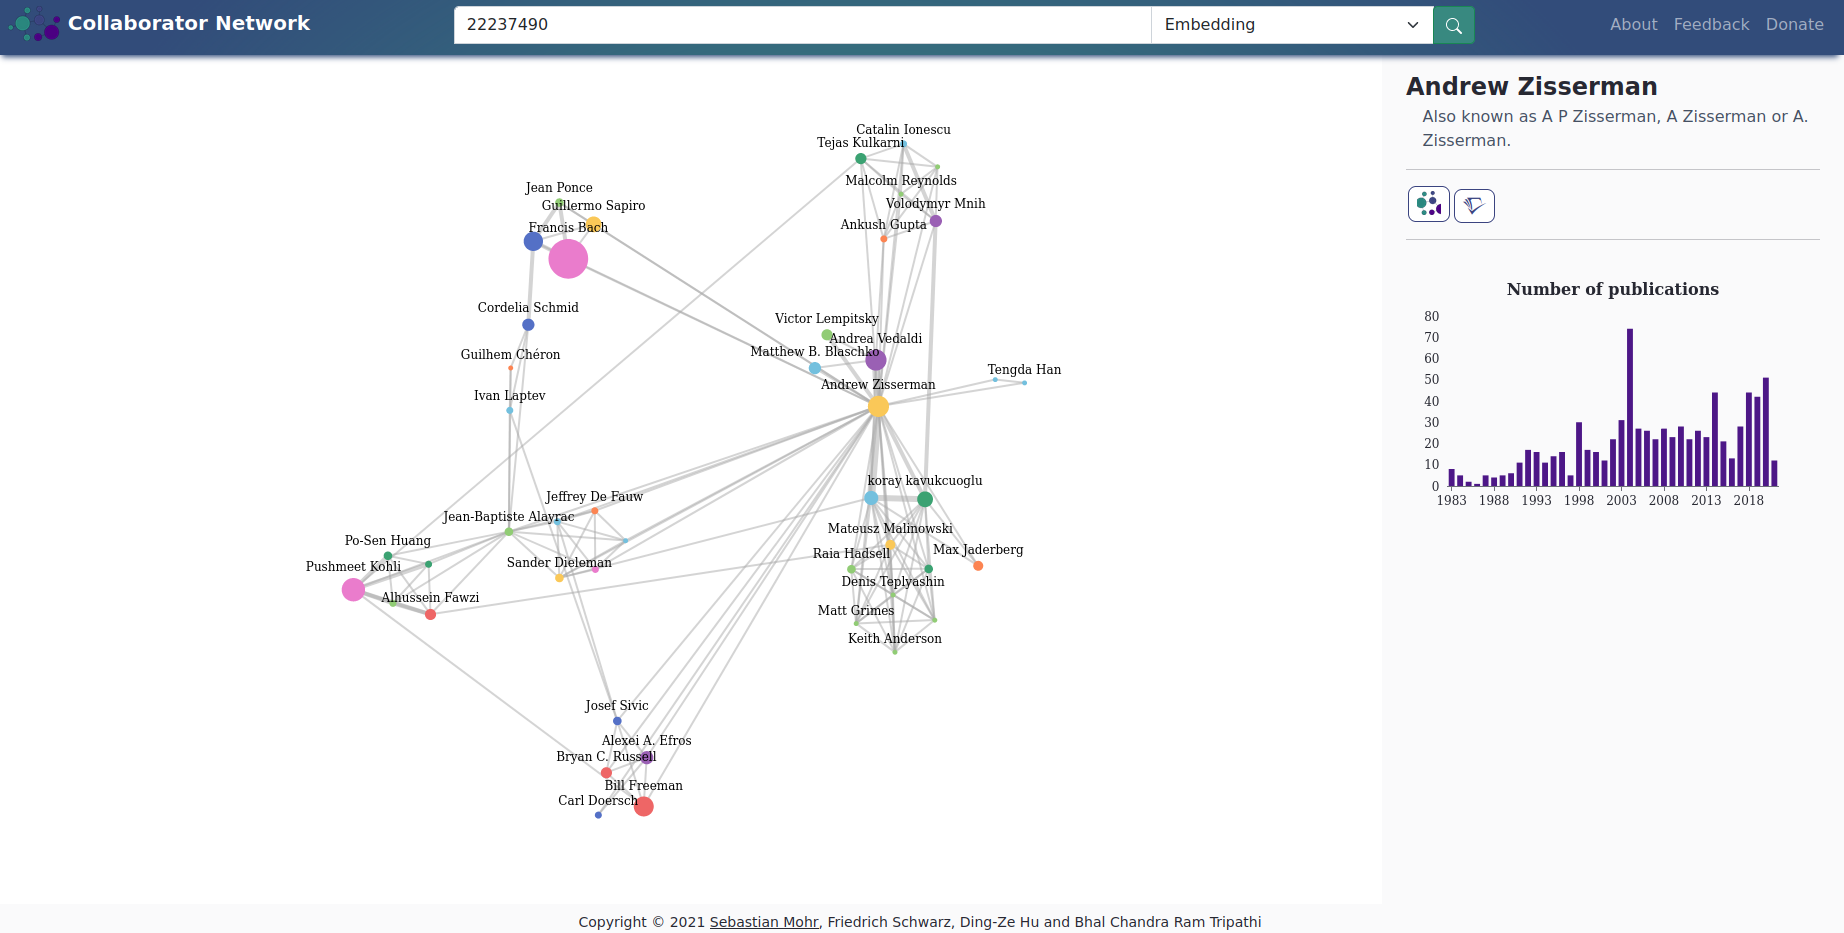 Collaborator Network
22237490
Embedding
About
Feedback
Donate
Andrew Zisserman
Also known as A P Zisserman, A Zisserman or A.
Zisserman.
Number of publications
80
70
60
50
40
30
20
10
0
1983 1988 1993 1998 2003 2008 2013 2018
Catalin Ionescu
Tejas Kulkarni
Malcolm Reynolds
Volodymyr Mnih
Ankush Gupta
Jean Ponce
Guillermo Sapiro
Francis Bach
Cordelia Schmid
Guilhem Chéron
Ivan Laptev
Victor Lempitsky
Andrea Vedaldi
Matthew B. Blaschko
Tengda Han
Andrew Zisserman
koray kavukcuoglu
Jeffrey De Fauw
Jean-Baptiste Alayrac
Mateusz Malinowski
Po-Sen Huang
Raia Hadsell
Max Jaderberg
Pushmeet Kohli
Sander Dieleman
Denis Teplyashin
Alhussein Fawzi
Matt Grimes
Keith Anderson
Josef Sivic
Alexei A. Efros
Bryan C. Russell
Bill Freeman
Carl Doersch
Copyright © 2021 Sebastian Mohr, Friedrich Schwarz, Ding-Ze Hu and Bhal Chandra Ram Tripathi